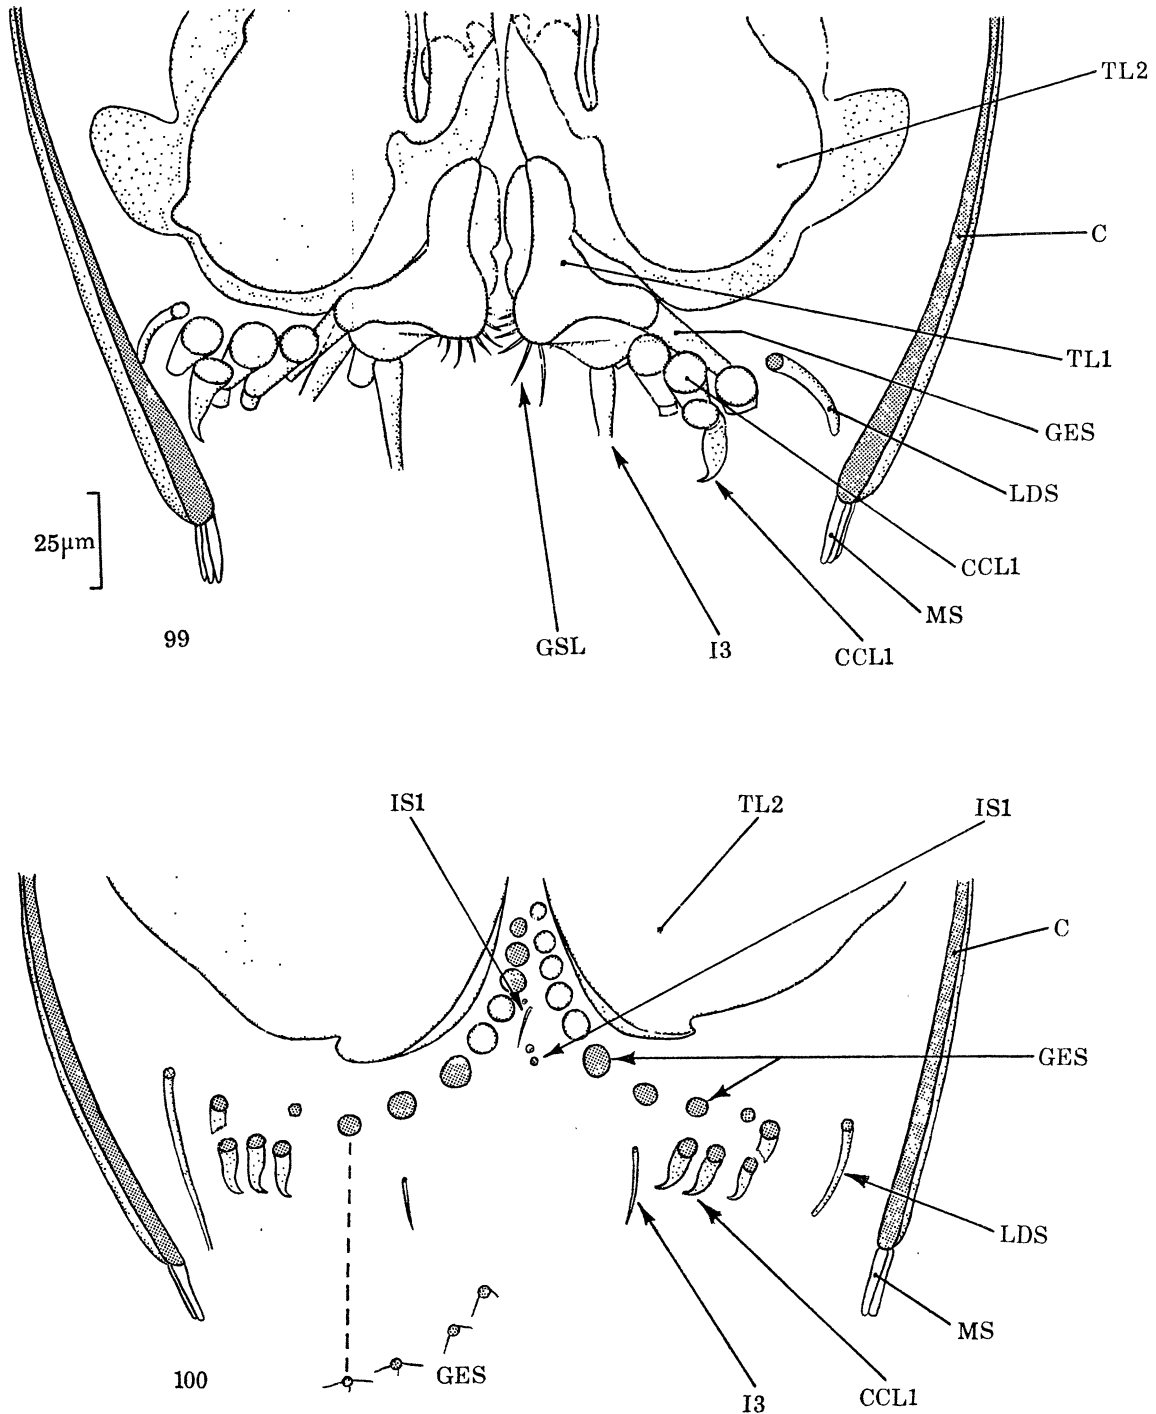 TL2
C
TL1
GES
LDS
25μm
CCL1
MS
99
GSL
I3
CCL1
IS1
TL2
IS1
C
GES
LDS
MS
GES
100
I3
CCL1